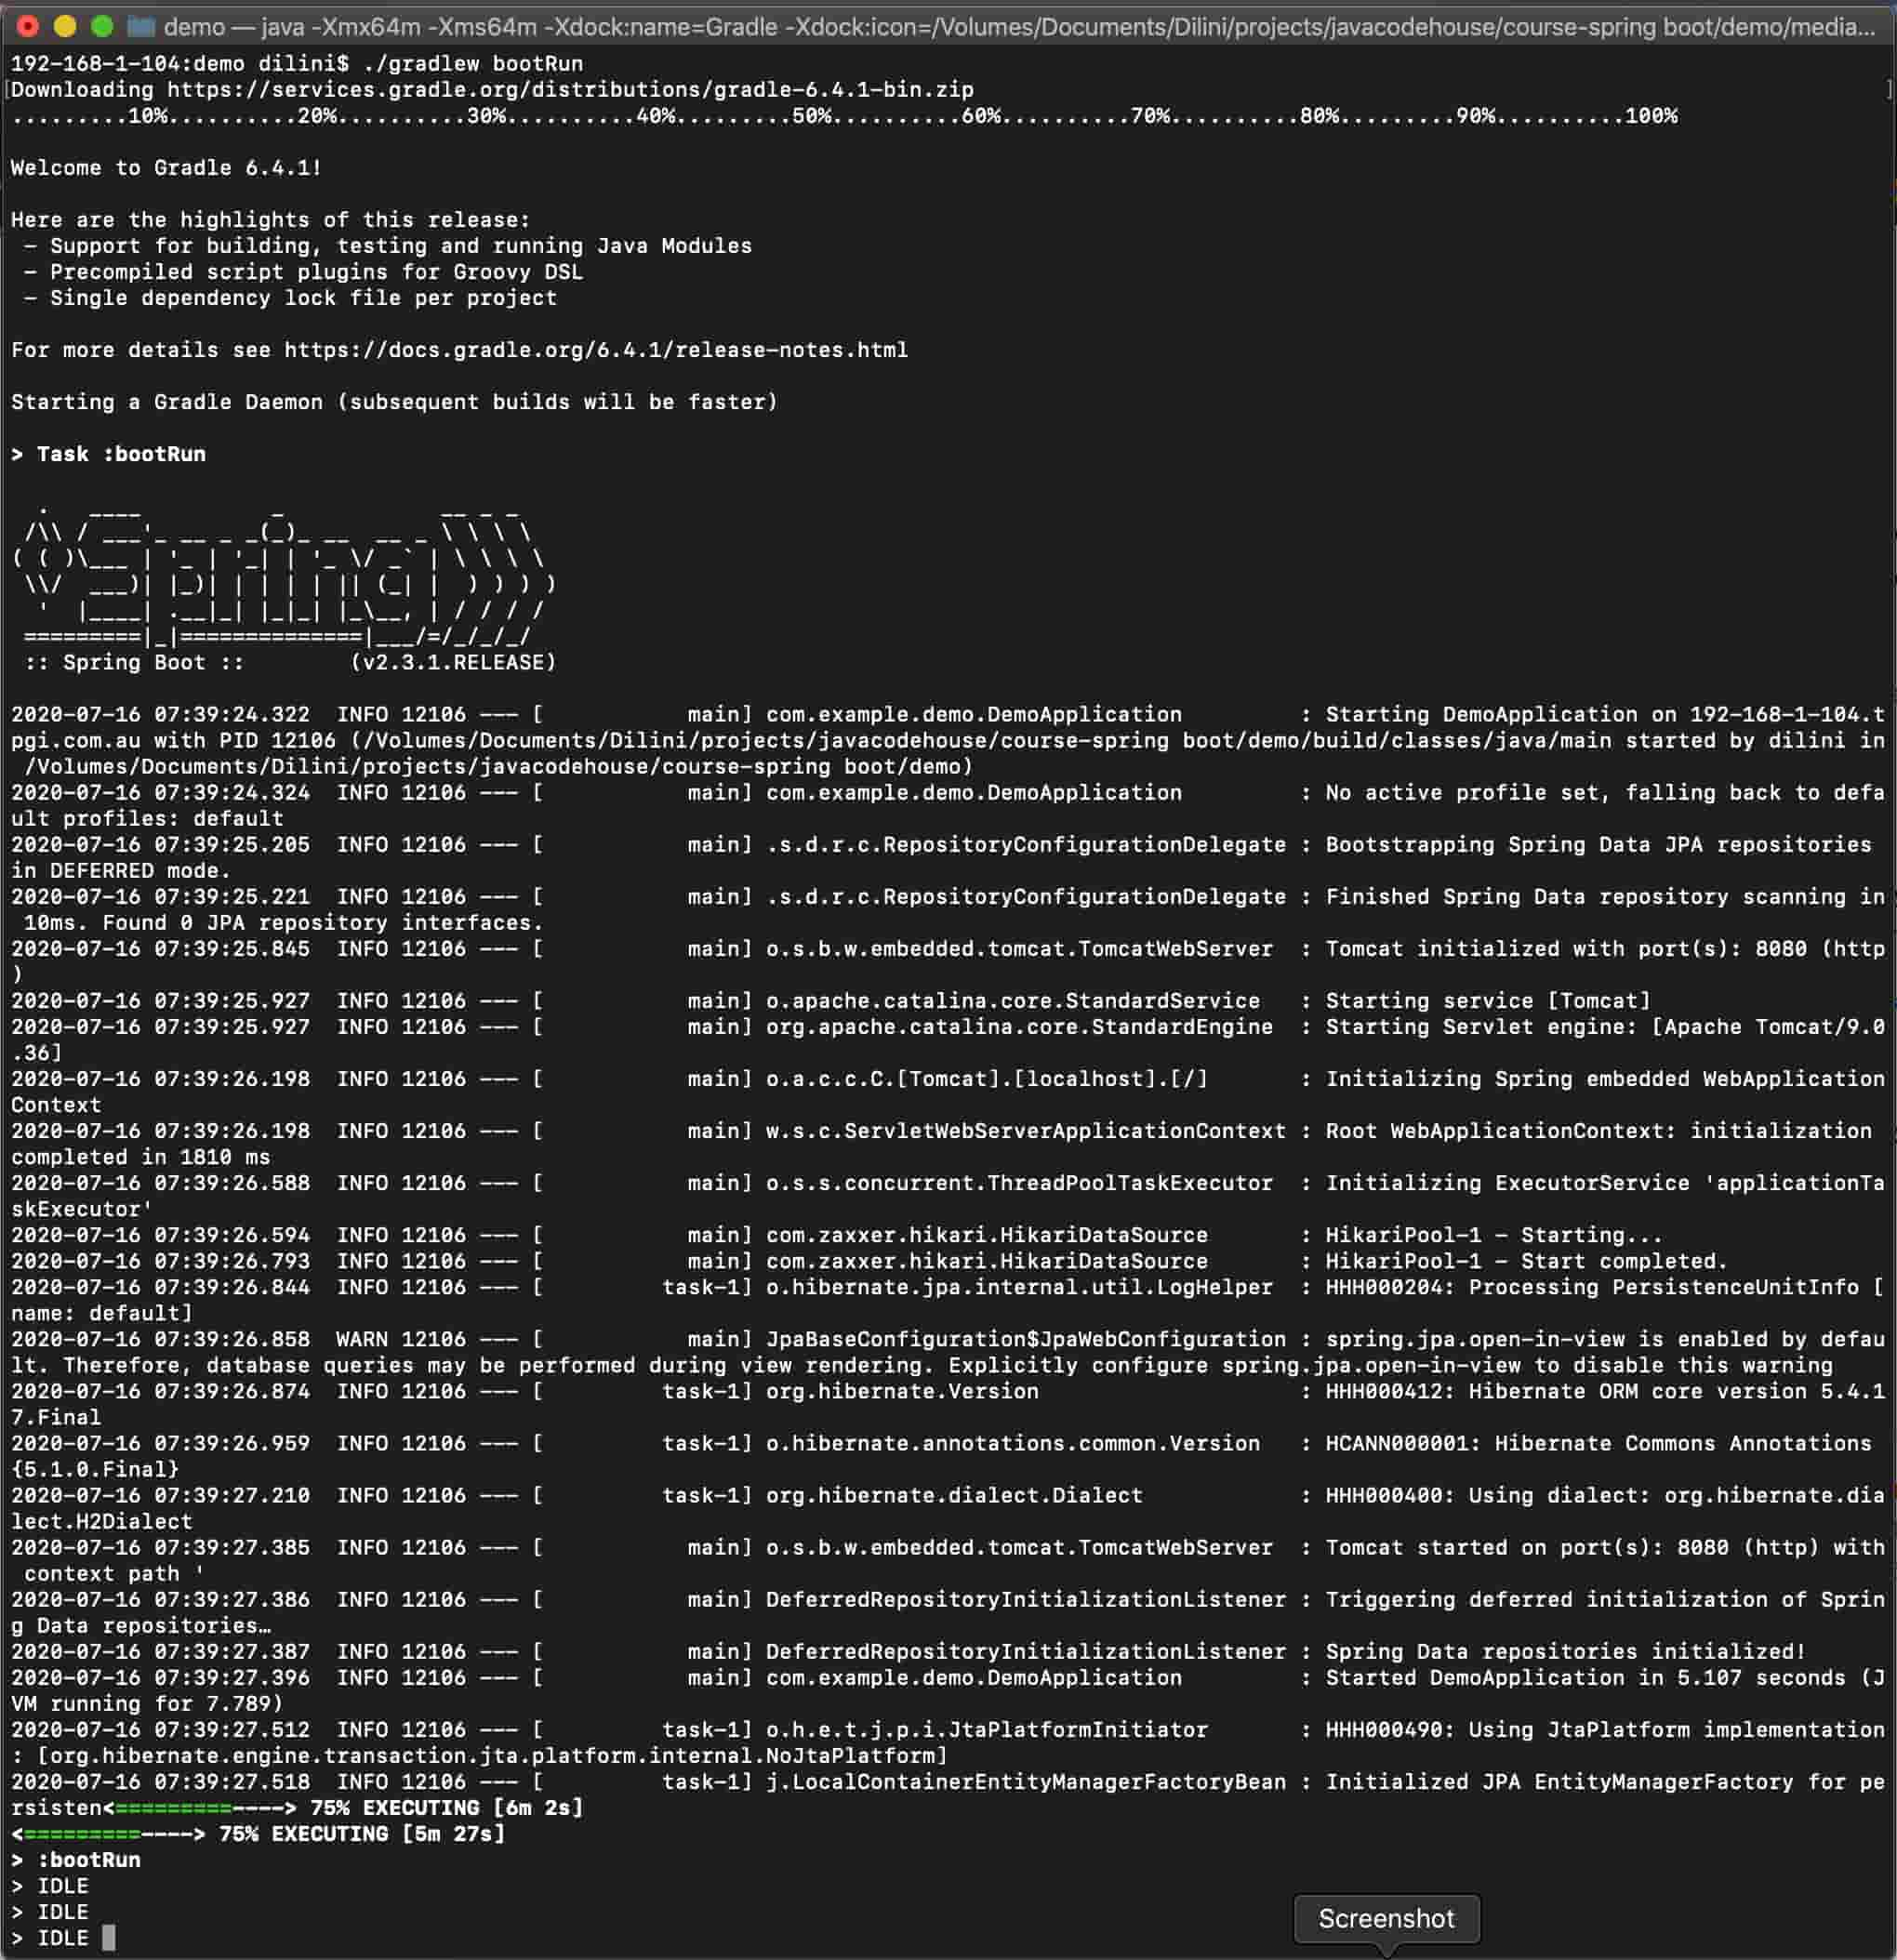 demo — java -Xmx64m -Xms64m -Xdock:name=Gradle -Xdock:icon=/Volumes/Documents/Dilini/projects/javacodehouse/course-spring boot/demo/media...
192-168-1-104:demo dilini$ ./gradlew bootRun
[Downloading https://services.gradle.org/distributions/gradle-6.4.1-bin.zip ]
.........10%..........20%..........30%..........40%.........50%..........60%..........70%..........80%.........90%..........100%
Welcome to Gradle 6.4.1!
Here are the highlights of this release:
 - Support for building, testing and running Java Modules
 - Precompiled script plugins for Groovy DSL
 - Single dependency lock file per project
For more details see https://docs.gradle.org/6.4.1/release-notes.html
Starting a Gradle Daemon (subsequent builds will be faster)
> Task :bootRun
  .   ____          _            __ _ _
 /\\ / ___'_ __ _ _(_)_ __  __ _ \ \ \ \
( ( )\___ | '_ | '_| | '_ \/ _` | \ \ \ \
 \\/  ___)| |_)| | | | | || (_| |  ) ) ) )
  '  |____| .__|_| |_|_| |_\__, | / / / /
 =========|_|==============|___/=/_/_/_/
 :: Spring Boot ::        (v2.3.1.RELEASE)
2020-07-16 07:39:24.322  INFO 12106 --- [           main] com.example.demo.DemoApplication         : Starting DemoApplication on 192-168-1-104.t
pgi.com.au with PID 12106 (/Volumes/Documents/Dilini/projects/javacodehouse/course-spring boot/demo/build/classes/java/main started by dilini in
 /Volumes/Documents/Dilini/projects/javacodehouse/course-spring boot/demo)
2020-07-16 07:39:24.324  INFO 12106 --- [           main] com.example.demo.DemoApplication         : No active profile set, falling back to defa
ult profiles: default
2020-07-16 07:39:25.205  INFO 12106 --- [           main] .s.d.r.c.RepositoryConfigurationDelegate : Bootstrapping Spring Data JPA repositories
in DEFERRED mode.
2020-07-16 07:39:25.221  INFO 12106 --- [           main] .s.d.r.c.RepositoryConfigurationDelegate : Finished Spring Data repository scanning in
 10ms. Found 0 JPA repository interfaces.
2020-07-16 07:39:25.845  INFO 12106 --- [           main] o.s.b.w.embedded.tomcat.TomcatWebServer  : Tomcat initialized with port(s): 8080 (http
)
2020-07-16 07:39:25.927  INFO 12106 --- [           main] o.apache.catalina.core.StandardService   : Starting service [Tomcat]
2020-07-16 07:39:25.927  INFO 12106 --- [           main] org.apache.catalina.core.StandardEngine  : Starting Servlet engine: [Apache Tomcat/9.0
.36]
2020-07-16 07:39:26.198  INFO 12106 --- [           main] o.a.c.c.C.[Tomcat].[localhost].[/]       : Initializing Spring embedded WebApplication
Context
2020-07-16 07:39:26.198  INFO 12106 --- [           main] w.s.c.ServletWebServerApplicationContext : Root WebApplicationContext: initialization
completed in 1810 ms
2020-07-16 07:39:26.588  INFO 12106 --- [           main] o.s.s.concurrent.ThreadPoolTaskExecutor  : Initializing ExecutorService 'applicationTa
skExecutor'
2020-07-16 07:39:26.594  INFO 12106 --- [           main] com.zaxxer.hikari.HikariDataSource       : HikariPool-1 - Starting...
2020-07-16 07:39:26.793  INFO 12106 --- [           main] com.zaxxer.hikari.HikariDataSource       : HikariPool-1 - Start completed.
2020-07-16 07:39:26.844  INFO 12106 --- [         task-1] o.hibernate.jpa.internal.util.LogHelper  : HHH000204: Processing PersistenceUnitInfo [
name: default]
2020-07-16 07:39:26.858  WARN 12106 --- [           main] JpaBaseConfiguration$JpaWebConfiguration : spring.jpa.open-in-view is enabled by defau
lt. Therefore, database queries may be performed during view rendering. Explicitly configure spring.jpa.open-in-view to disable this warning
2020-07-16 07:39:26.874  INFO 12106 --- [         task-1] org.hibernate.Version                    : HHH000412: Hibernate ORM core version 5.4.1
7.Final
2020-07-16 07:39:26.959  INFO 12106 --- [         task-1] o.hibernate.annotations.common.Version   : HCANN000001: Hibernate Commons Annotations
{5.1.0.Final}
2020-07-16 07:39:27.210  INFO 12106 --- [         task-1] org.hibernate.dialect.Dialect            : HHH000400: Using dialect: org.hibernate.dia
lect.H2Dialect
2020-07-16 07:39:27.385  INFO 12106 --- [           main] o.s.b.w.embedded.tomcat.TomcatWebServer  : Tomcat started on port(s): 8080 (http) with
 context path '
2020-07-16 07:39:27.386  INFO 12106 --- [           main] DeferredRepositoryInitializationListener : Triggering deferred initialization of Sprin
g Data repositories…
2020-07-16 07:39:27.387  INFO 12106 --- [           main] DeferredRepositoryInitializationListener : Spring Data repositories initialized!
2020-07-16 07:39:27.396  INFO 12106 --- [           main] com.example.demo.DemoApplication         : Started DemoApplication in 5.107 seconds (J
VM running for 7.789)
2020-07-16 07:39:27.512  INFO 12106 --- [         task-1] o.h.e.t.j.p.i.JtaPlatformInitiator       : HHH000490: Using JtaPlatform implementation
: [org.hibernate.engine.transaction.jta.platform.internal.NoJtaPlatform]
2020-07-16 07:39:27.518  INFO 12106 --- [         task-1] j.LocalContainerEntityManagerFactoryBean : Initialized JPA EntityManagerFactory for pe
rsisten<=========----> 75% EXECUTING [6m 2s]
<=========----> 75% EXECUTING [5m 27s]
> :bootRun
> IDLE
> IDLE
> IDLE
Screenshot